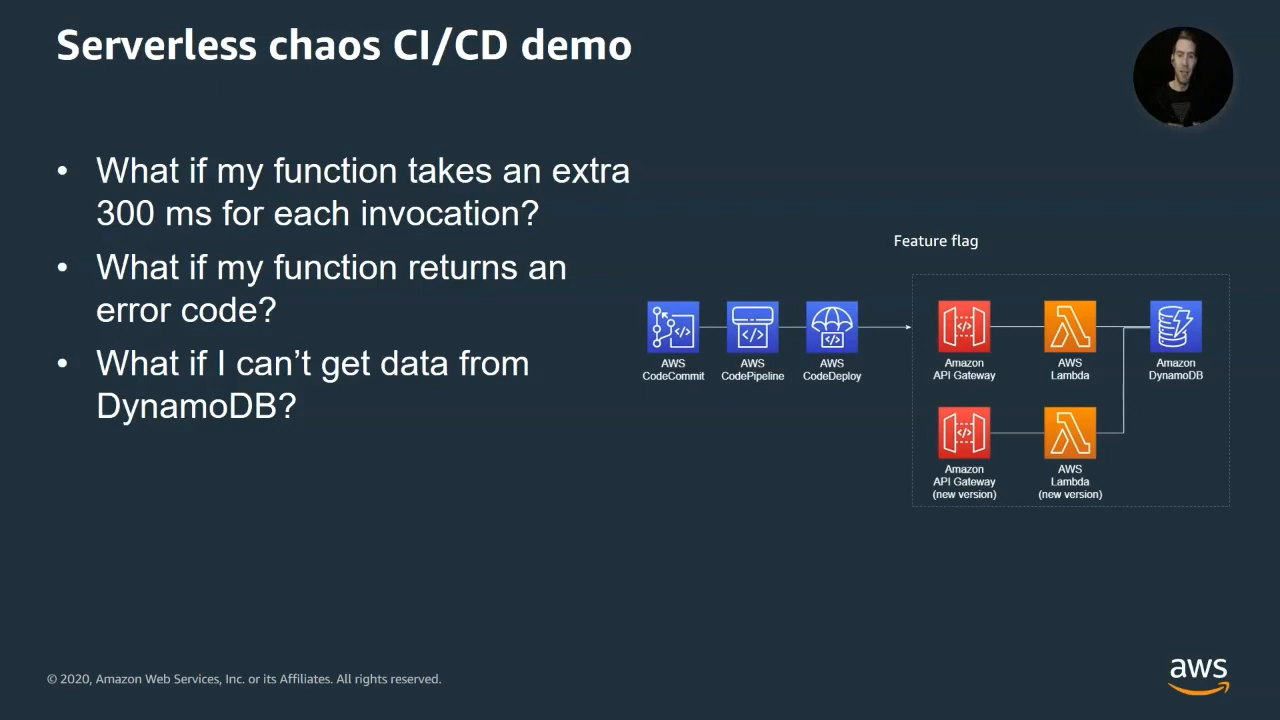 Serverless chaos CI/CD demo
• What if my function takes an extra
300 ms for each invocation?
• What if my function returns an
error code?
• What if I can’t get data from
DynamoDB?
Feature flag
AWS
CodeCommit
AWS
CodePipeline
AWS
CodeDeploy
Amazon
API Gateway
AWS
Lambda
Amazon
DynamoDB
Amazon
API Gateway
(new version)
AWS
Lambda
(new version)
© 2020, Amazon Web Services, Inc. or its Affiliates. All rights reserved.
aws